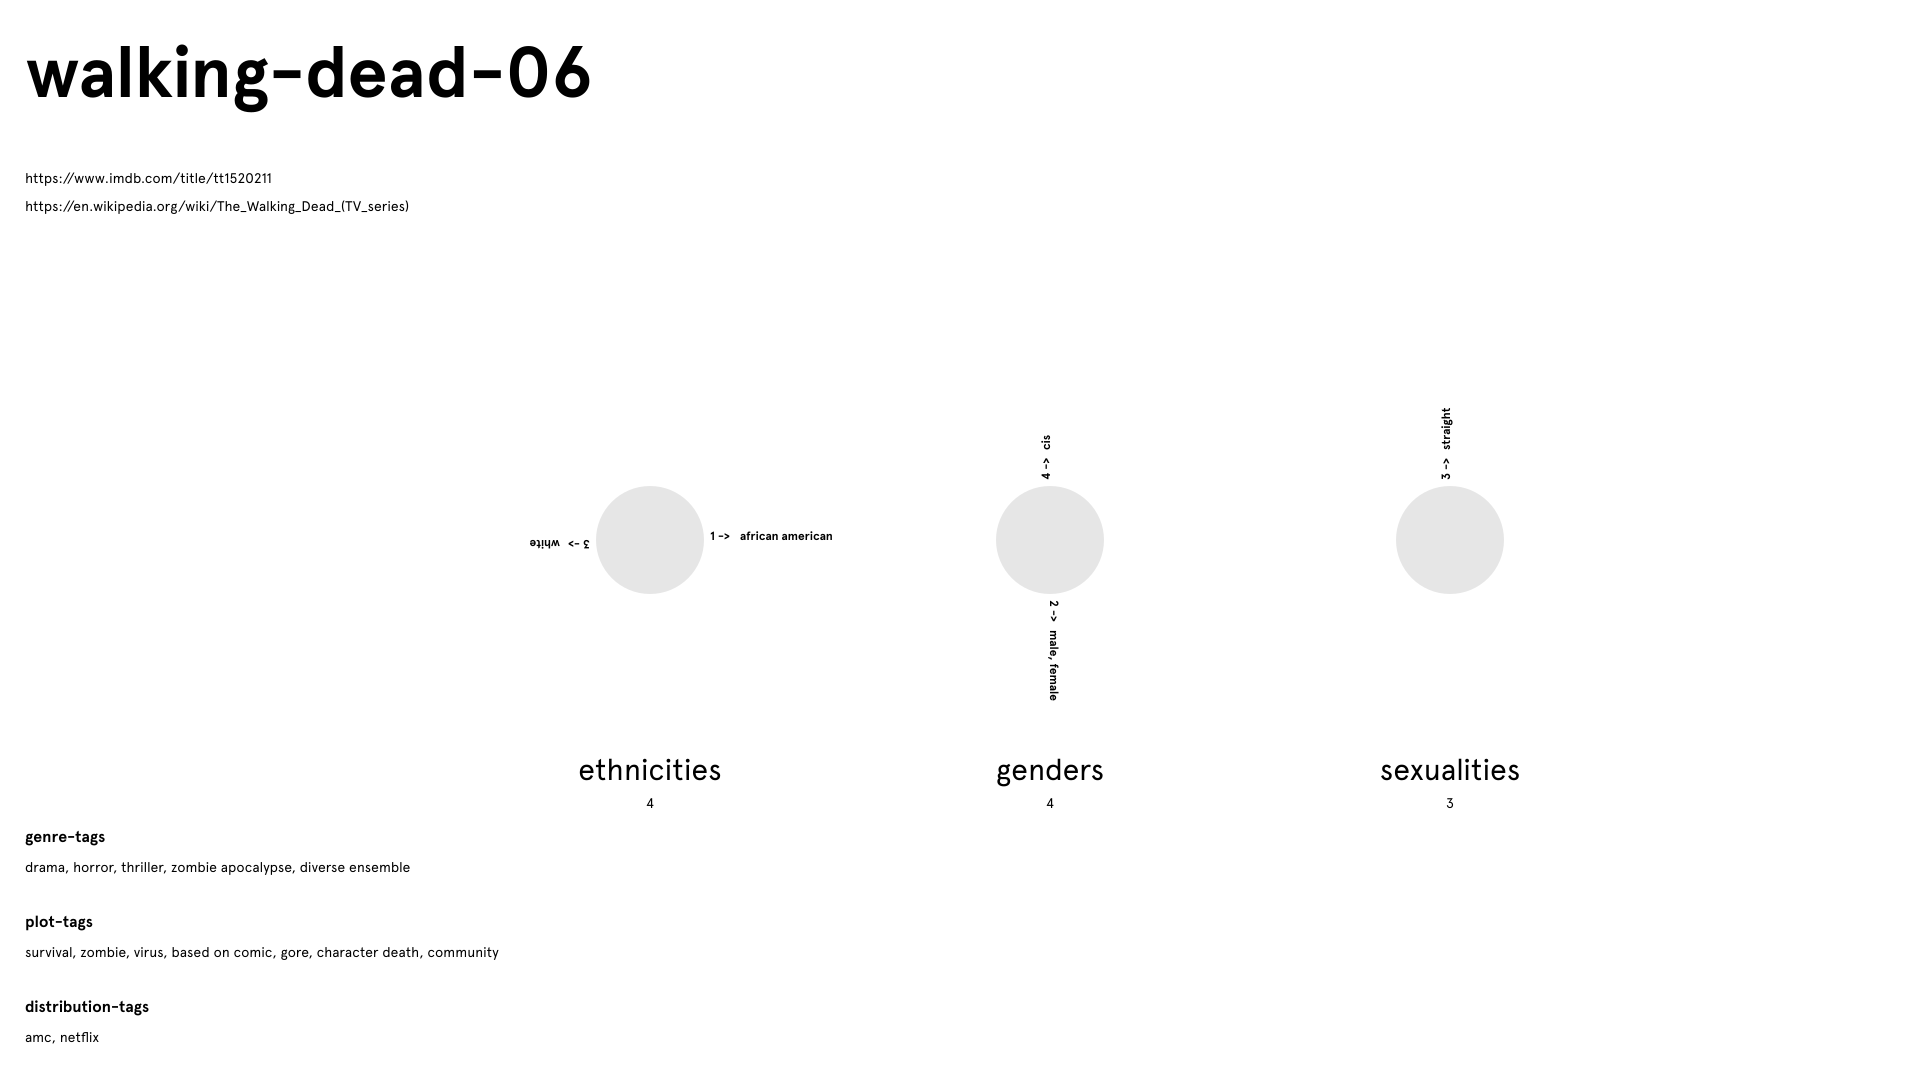 walking-dead-06
https://www.imdb.com/title/tt1520211
https://en.wikipedia.org/wiki/The_Walking_Dead_(TV_series)
3 -> white
1 -> african american
4 -> cis
2 -> male, female
3 -> straight
ethnicities
4
genders
4
sexualities
3
genre-tags
drama, horror, thriller, zombie apocalypse, diverse ensemble
plot-tags
survival, zombie, virus, based on comic, gore, character death, community
distribution-tags
amc, netflix